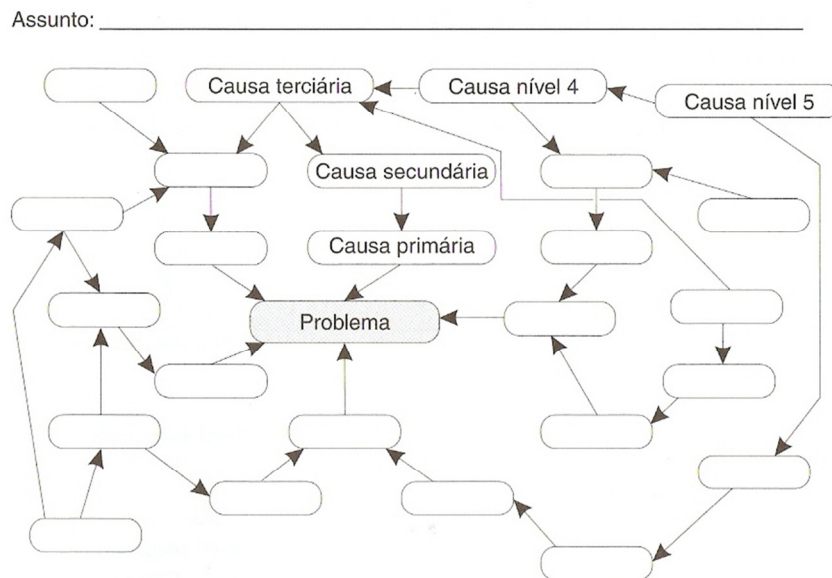 Assunto:
Causa terciária
Causa nível 4
Causa nível 5
Causa secundária
Causa primária
Problema